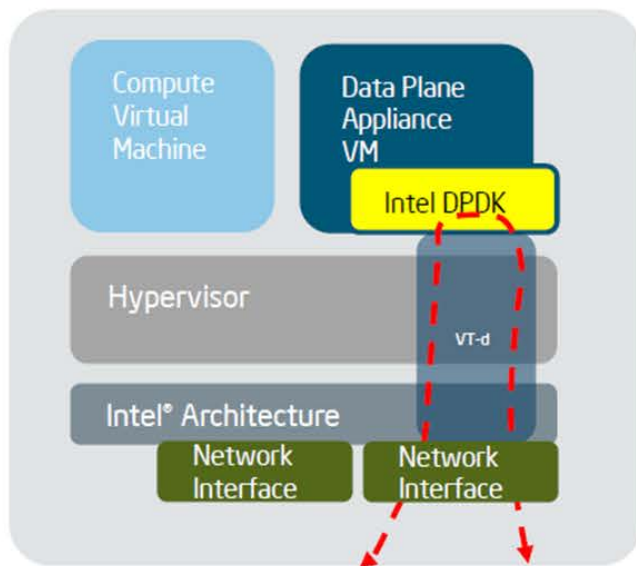 Compute
Virtual
Machine
Data Plane
Appliance
VM
Intel DPDK
Hypervisor
VT-d
Intel® Architecture
Network
Interface
Network
Interface